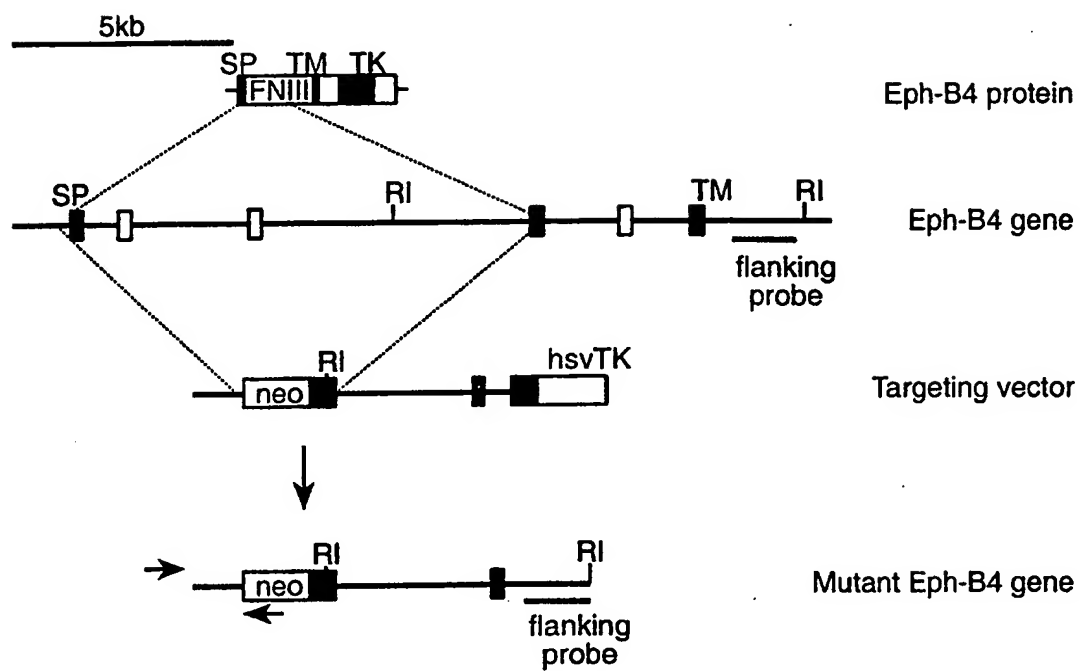 5kb
SP TM TK
FNIII
Eph-B4 protein
SP RI TM RI
Eph-B4 gene
flanking
probe
RI hsvTK
neo
Targeting vector
RI RI
neo
Mutant Eph-B4 gene
flanking
probe